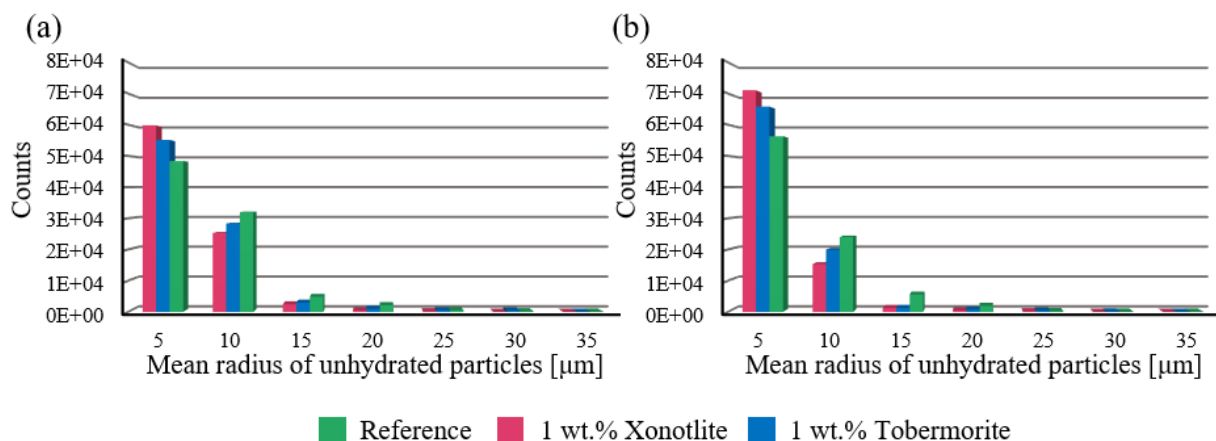 (a)
8E+04
7E+04
6E+04
5E+04
4E+04
3E+04
2E+04
1E+04
0E+00
Counts
5 10 15 20 25 30 35
Mean radius of unhydrated particles [μm]
(b)
8E+04
7E+04
6E+04
5E+04
4E+04
3E+04
2E+04
1E+04
0E+00
Counts
5 10 15 20 25 30 35
Mean radius of unhydrated particles [μm]
Reference 1 wt.% Xonotlite 1 wt.% Tobermorite